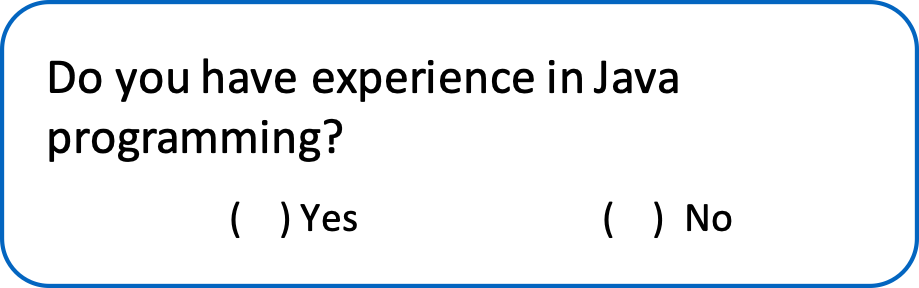 Do you have experience in Java
programming?
( ) Yes ( ) No